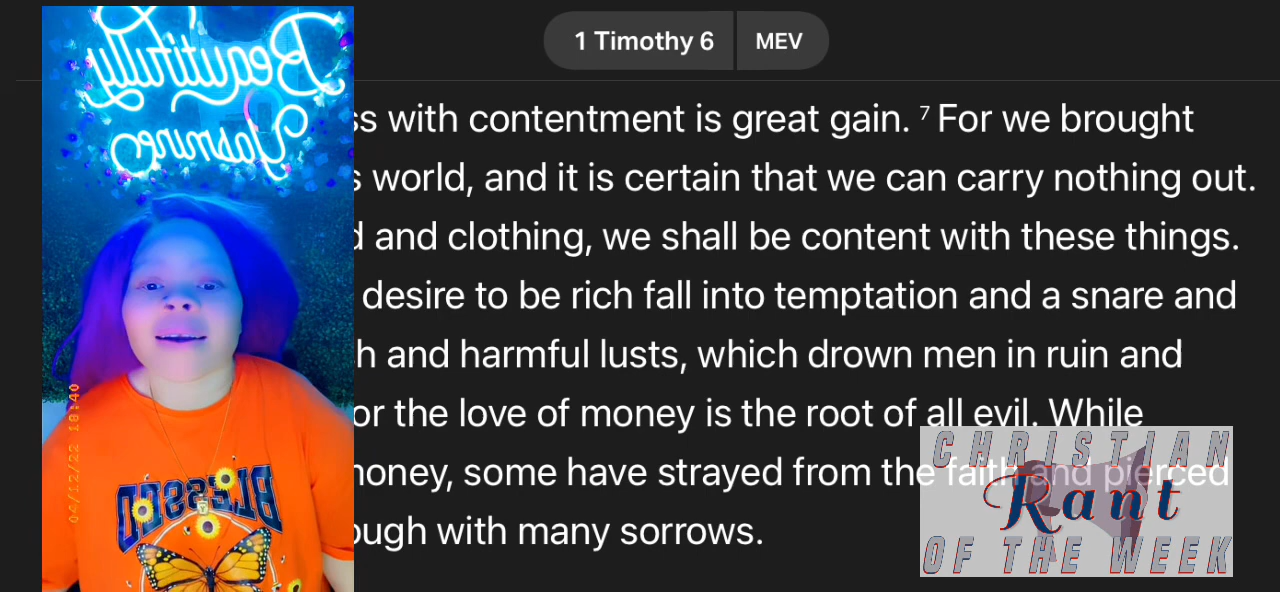 1 Timothy 6 MEV
Beautifully
Yasmine
ss with contentment is great gain. 7 For we brought
s world, and it is certain that we can carry nothing out.
d and clothing, we shall be content with these things.
desire to be rich fall into temptation and a snare and
h and harmful lusts, which drown men in ruin and
or the love of money is the root of all evil. While
money, some have strayed from the faith and pierced
ough with many sorrows.
04/12/22 18:40
BLESSED
CHRISTIAN
Rant
OF THE WEEK